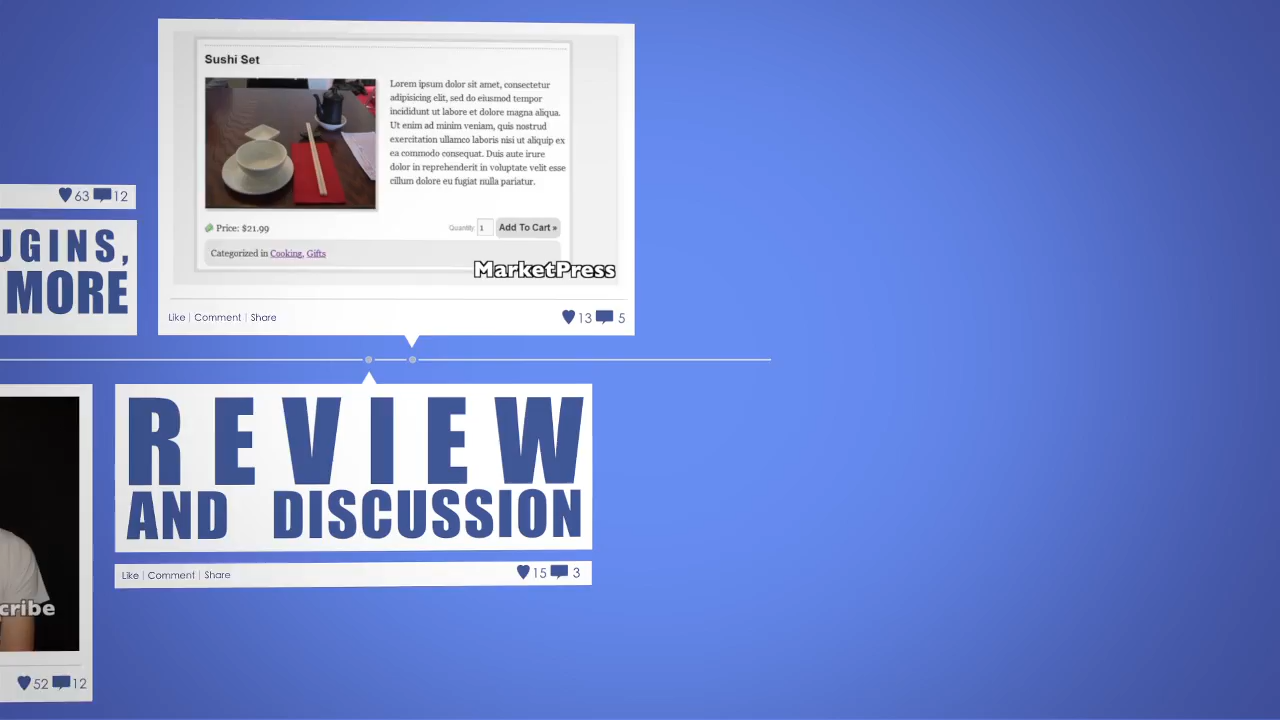 Sushi Set
Lorem ipsum dolor sit amet, consectetur
adipisicing elit, sed do eiusmod tempor
incididunt ut labore et dolore magna aliqua.
Ut enim ad minim veniam, quis nostrud
exercitation ullamco laboris nisi ut aliquip ex
ea commodo consequat. Duis aute irure
dolor in reprehenderit in voluptate velit esse
cillum dolore eu fugiat nulla pariatur.
Price: $21.99
Quantity 1 Add To Cart »
Categorized in Cooking, Gifts
MarketPress
Like | Comment | Share
13 5
63 12
UGINS,
MORE
REVIEW
AND DISCUSSION
Like | Comment | Share
15 3
cribe
52 12